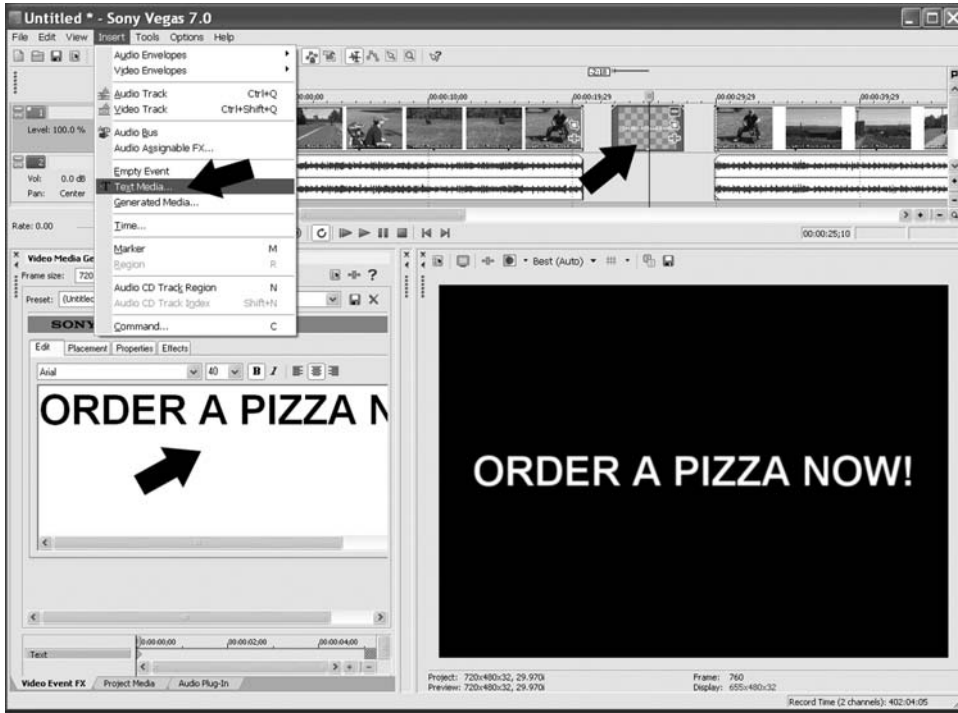 Untitled * - Sony Vegas 7.0
File Edit View Insert Tools Options Help
Audio Envelopes
Video Envelopes
Audio Track Ctrl+Q
Video Track Ctrl+Shift+Q
Audio Bus
Audio Assignable FX...
Empty Event
Text Media...
Generated Media...
Time...
Marker M
Region R
Audio CD Track Region N
Audio CD Track Index Shift+N
Command... C
00:00:10;00 00:00:19;29 00:00:29;29 00:00:39;29
1
Level: 100.0 %
2
Vol: 0.0 dB
Pan: Center
Rate: 0.00
00:00:25;10
Video Media Ge
Frame size: 720
Preset: (Untitled
SONY
Edit Placement Properties Effects
Arial 40 B I
ORDER A PIZZA N
0:00:00;00 00:00:02;00 00:00:04;00
Text
Video Event FX Project Media Audio Plug-In
Best (Auto)
ORDER A PIZZA NOW!
Project: 720x480x32, 29.970i Frame: 760
Preview: 720x480x32, 29.970i Display: 655x480x32
Record Time (2 channels): 402:04:05